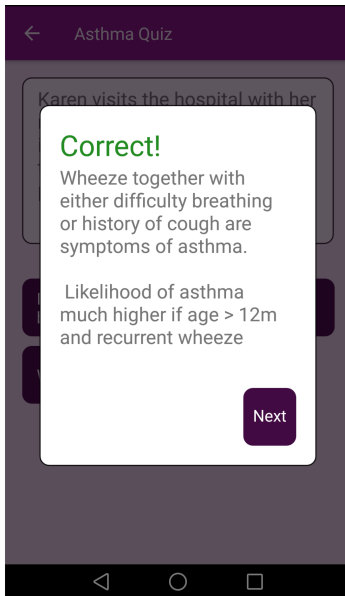 Asthma Quiz
Karen visits the hospital with her
Correct!
Wheeze together with
either difficulty breathing
or history of cough are
symptoms of asthma.
Likelihood of asthma
much higher if age > 12m
and recurrent wheeze
Next